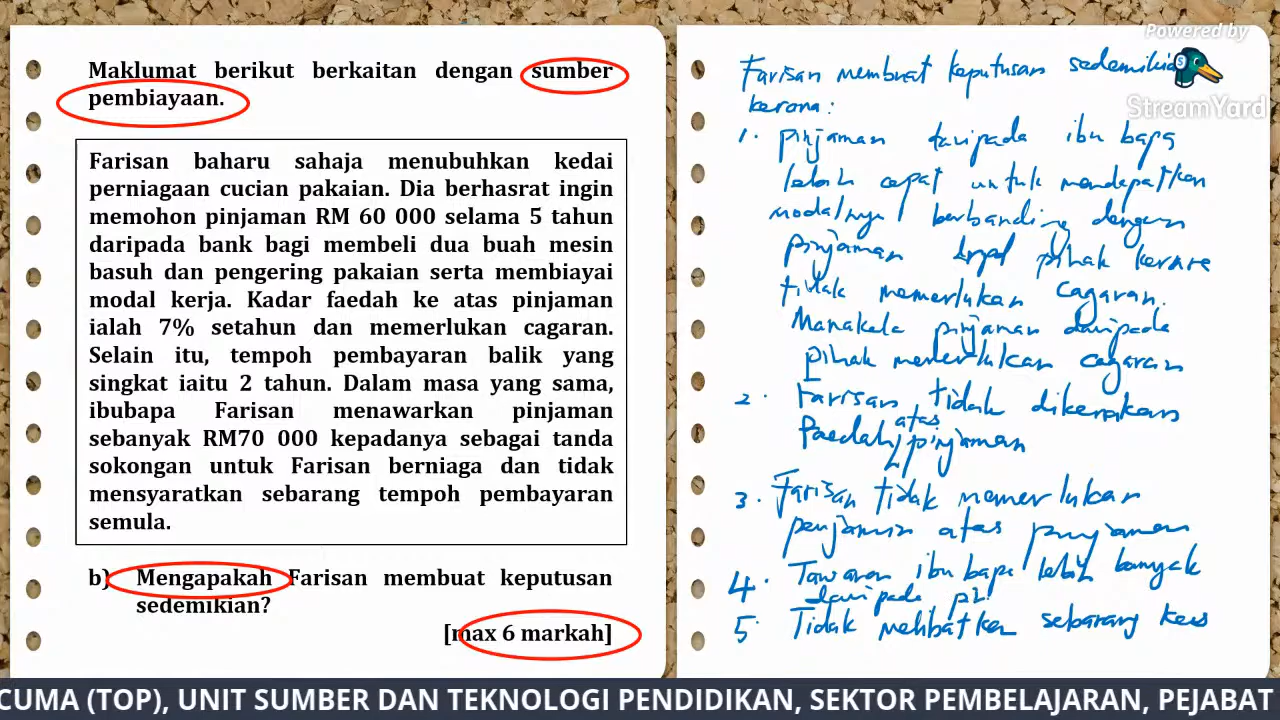 Maklumat berikut berkaitan dengan sumber
pembiayaan.
Farisan baharu sahaja menubuhkan kedai
perniagaan cucian pakaian. Dia berhasrat ingin
memohon pinjaman RM 60 000 selama 5 tahun
daripada bank bagi membeli dua buah mesin
basuh dan pengering pakaian serta membiayai
modal kerja. Kadar faedah ke atas pinjaman
ialah 7% setahun dan memerlukan cagaran.
Selain itu, tempoh pembayaran balik yang
singkat iaitu 2 tahun. Dalam masa yang sama,
ibubapa Farisan menawarkan pinjaman
sebanyak RM70 000 kepadanya sebagai tanda
sokongan untuk Farisan berniaga dan tidak
mensyaratkan sebarang tempoh pembayaran
semula.
b) Mengapakah Farisan membuat keputusan
sedemikian?
[max 6 markah]
Powered by
StreamYard
Farisan membuat keputusan sedemikia
kerana:
1. pinjaman daripada ibu bapa
lebih cepat untuk mendapatkan
modalnya berbanding dengan
pinjaman pihak kerana
tidak memerlukan cagaran.
Manakala pinjaman daripada
pihak memerlukan cagaran
2. Farisan tidak dikenakan
faedah atas pinjaman
3. Farisan tidak memerlukan
penjamin atas pinjaman
4. Tawaran ibu bapa lebih banyak
daripada
5 Tidak melibatkan sebarang kos
CUMA (TOP), UNIT SUMBER DAN TEKNOLOGI PENDIDIKAN, SEKTOR PEMBELAJARAN, PEJABAT